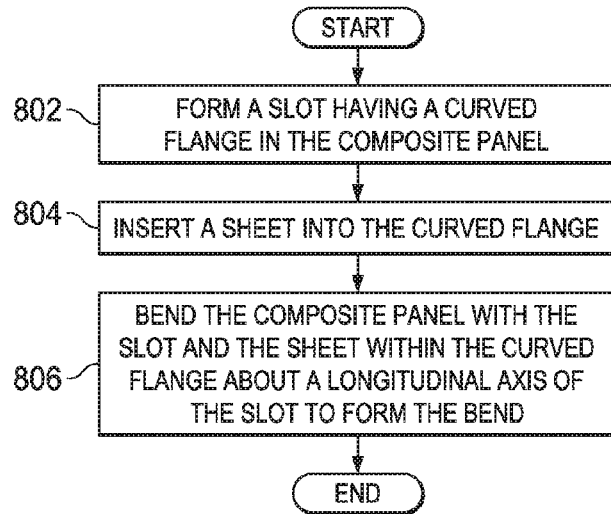 START
802
FORM A SLOT HAVING A CURVED
FLANGE IN THE COMPOSITE PANEL
804
INSERT A SHEET INTO THE CURVED FLANGE
806
BEND THE COMPOSITE PANEL WITH THE
SLOT AND THE SHEET WITHIN THE CURVED
FLANGE ABOUT A LONGITUDINAL AXIS OF
THE SLOT TO FORM THE BEND
END